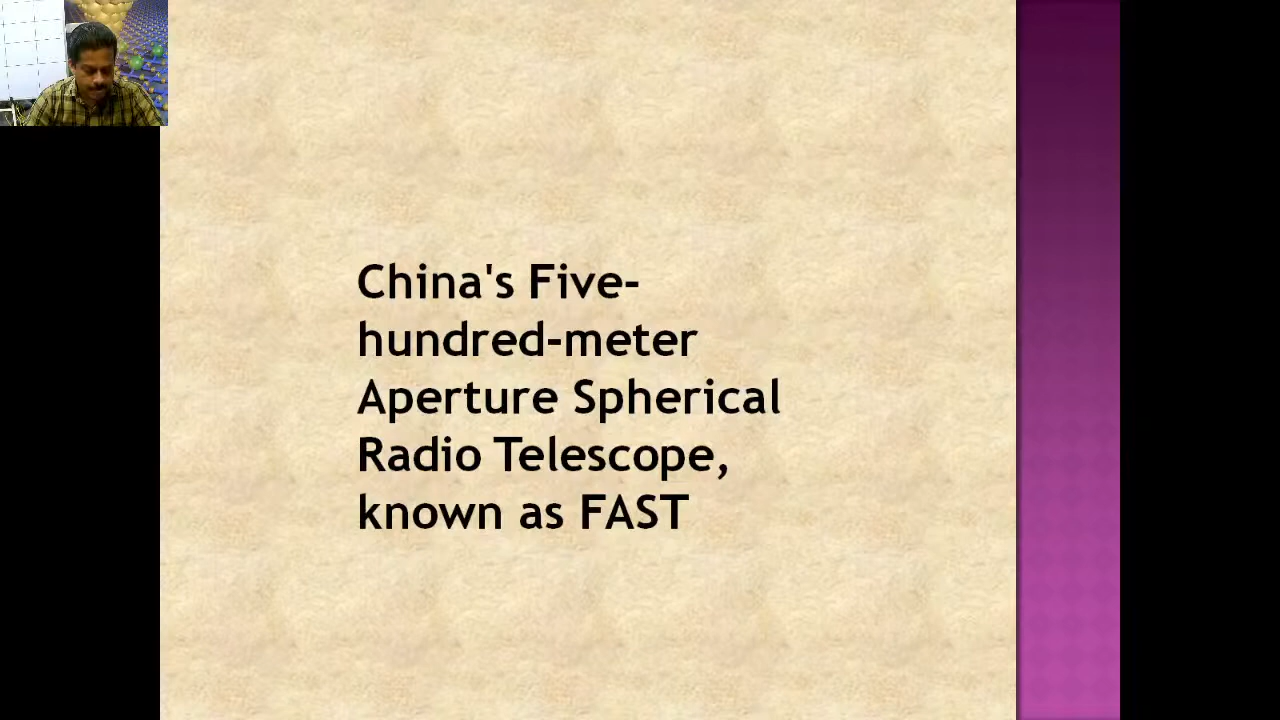 China's Five-
hundred-meter
Aperture Spherical
Radio Telescope,
known as FAST